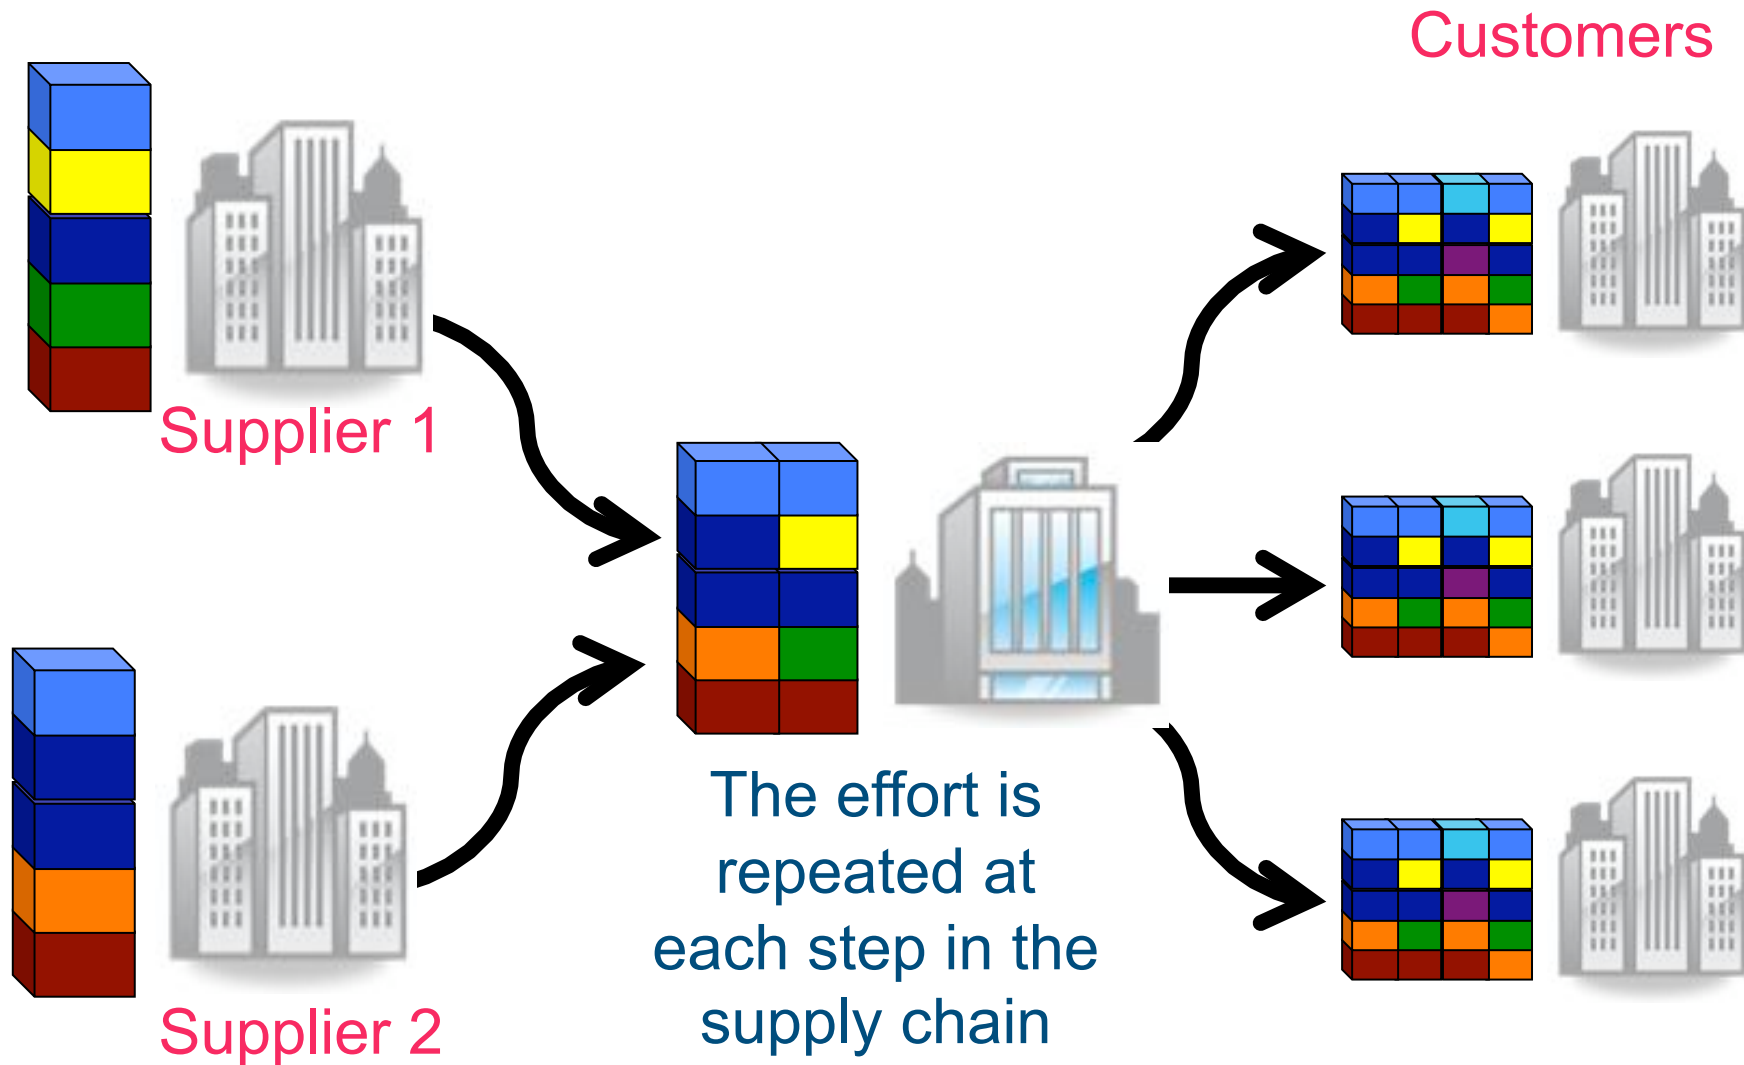 Customers
Supplier 1
The effort is
repeated at
each step in the
supply chain
Supplier 2